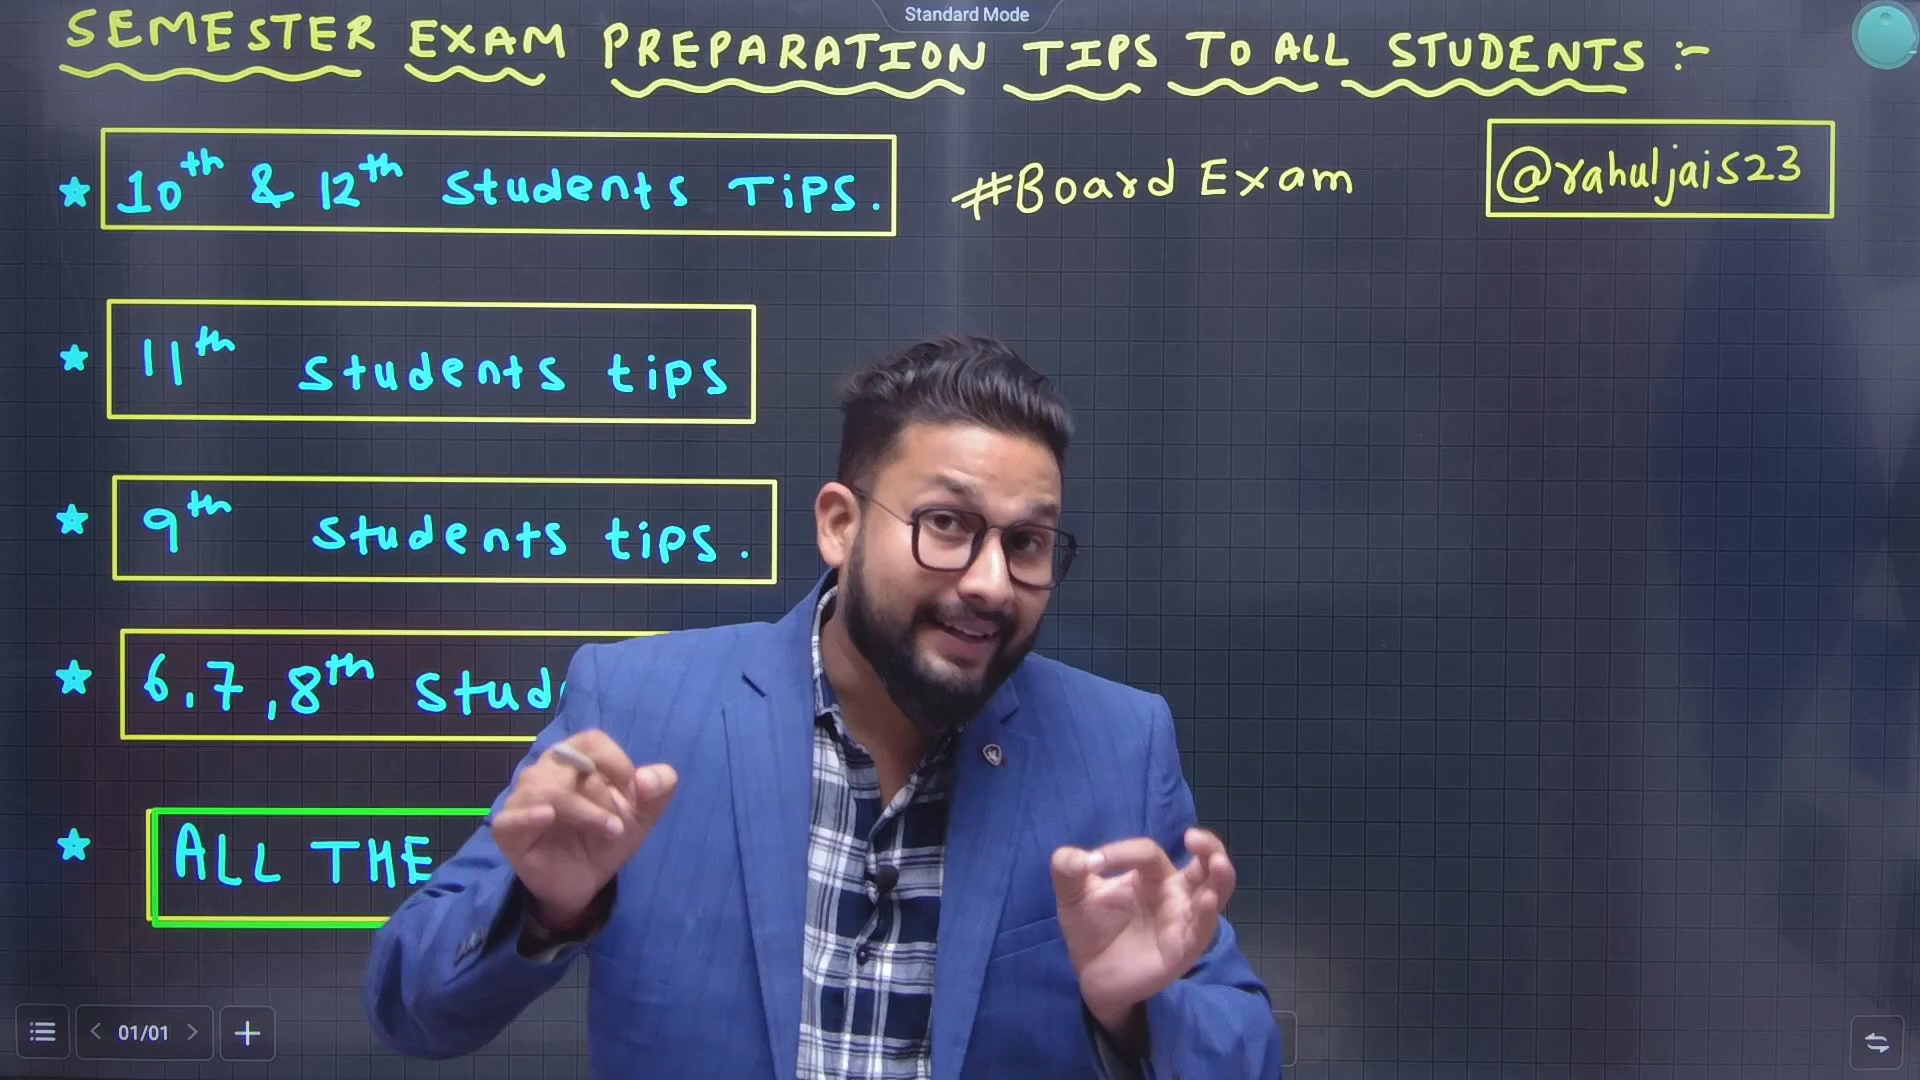 Standard Mode
SEMESTER EXAM PREPARATION TIPS TO ALL STUDENTS :-
★ 10th & 12th Students TiPS. #Board Exam @rahuljais23
★ 11th Students tips
★ 9th Students tips.
★ 6,7,8th
★ ALL THE
01/01